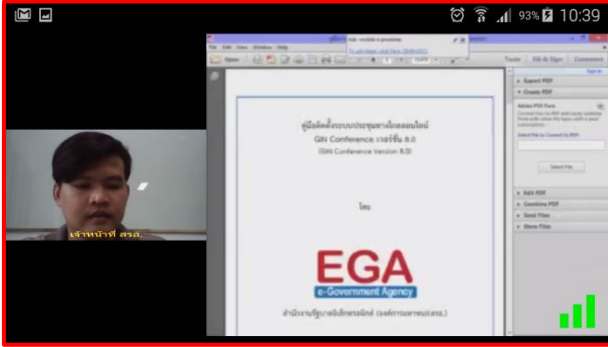 93% 10:39
Open
Tools Fill & Sign Comment
Sign In
Export PDF
Create PDF
Adobe PDF Pack
Select File
Edit PDF
Combine PDF
Send Files
Store Files
คู่มือติดตั้งระบบประชุมทางไกลออนไลน์
GIN Conference เวอร์ชั่น 8.0
(GIN Conference Version 8.0)
โดย
EGA
e-Government Agency
สำนักงานรัฐบาลอิเล็กทรอนิกส์ (องค์การมหาชน)(สรอ.)
เจ้าหน้าที่ สรอ.